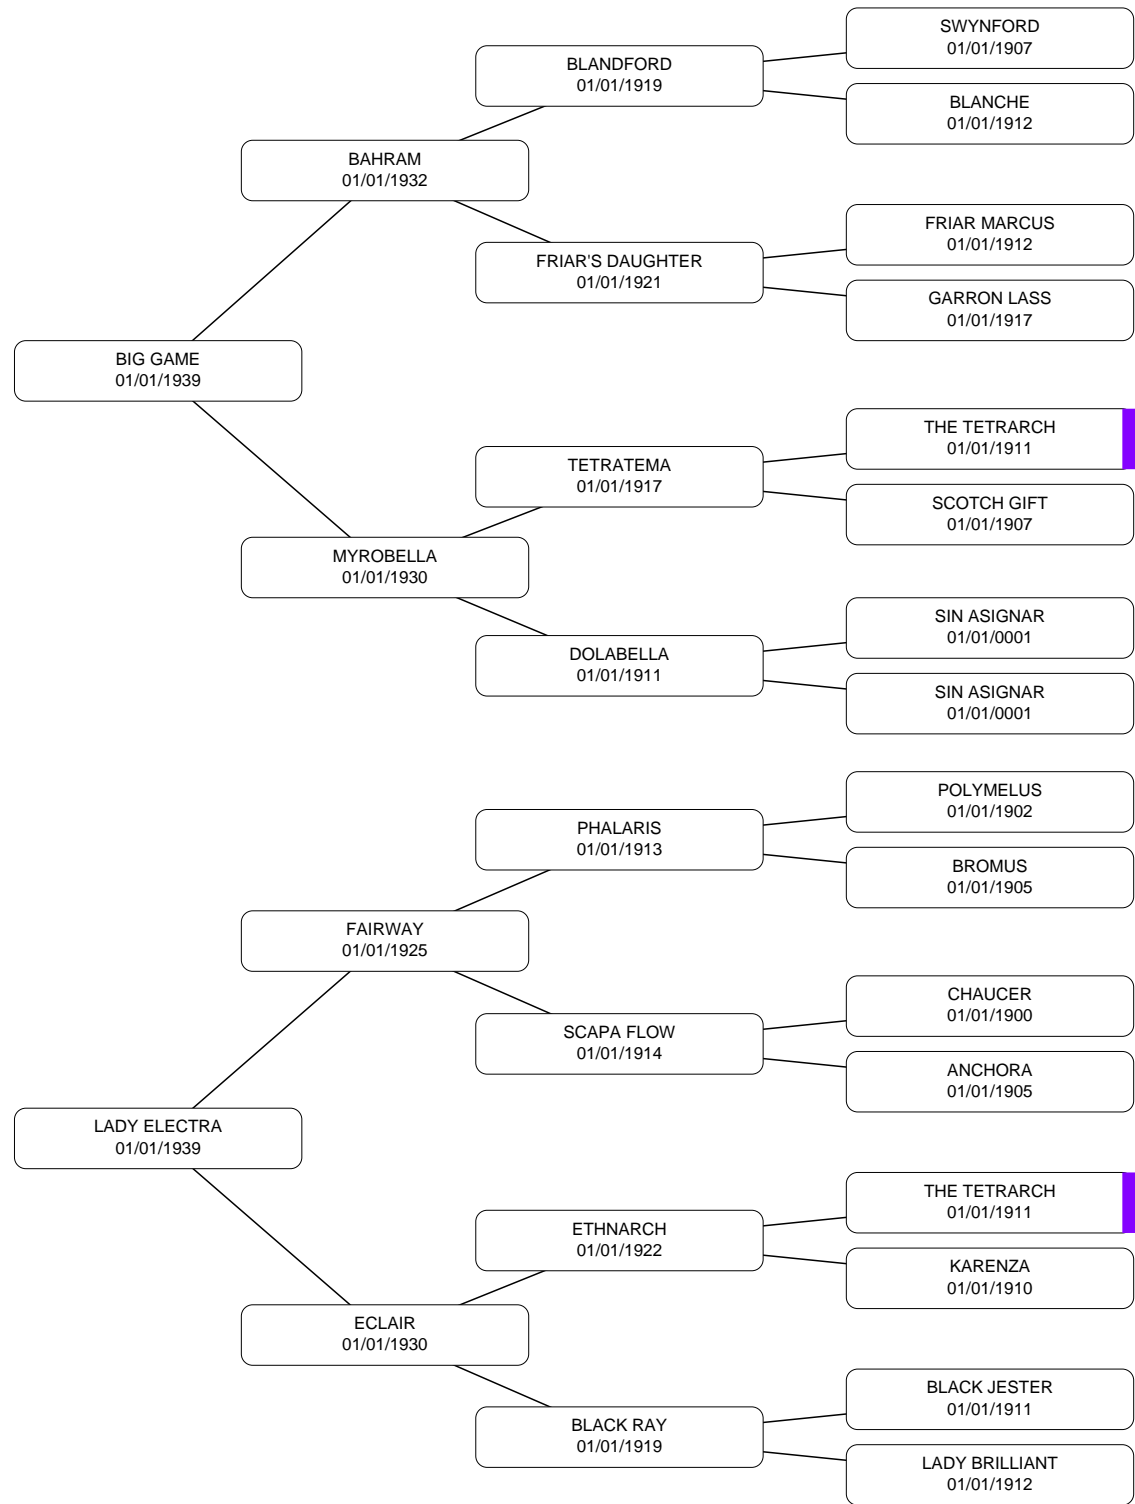 SWYNFORD
01/01/1907
BLANDFORD
01/01/1919
BLANCHE
01/01/1912
BAHRAM
01/01/1932
FRIAR MARCUS
01/01/1912
FRIAR'S DAUGHTER
01/01/1921
GARRON LASS
01/01/1917
BIG GAME
01/01/1939
THE TETRARCH
01/01/1911
TETRATEMA
01/01/1917
SCOTCH GIFT
01/01/1907
MYROBELLA
01/01/1930
SIN ASIGNAR
01/01/0001
DOLABELLA
01/01/1911
SIN ASIGNAR
01/01/0001
POLYMELUS
01/01/1902
PHALARIS
01/01/1913
BROMUS
01/01/1905
FAIRWAY
01/01/1925
CHAUCER
01/01/1900
SCAPA FLOW
01/01/1914
ANCHORA
01/01/1905
LADY ELECTRA
01/01/1939
THE TETRARCH
01/01/1911
ETHNARCH
01/01/1922
KARENZA
01/01/1910
ECLAIR
01/01/1930
BLACK JESTER
01/01/1911
BLACK RAY
01/01/1919
LADY BRILLIANT
01/01/1912